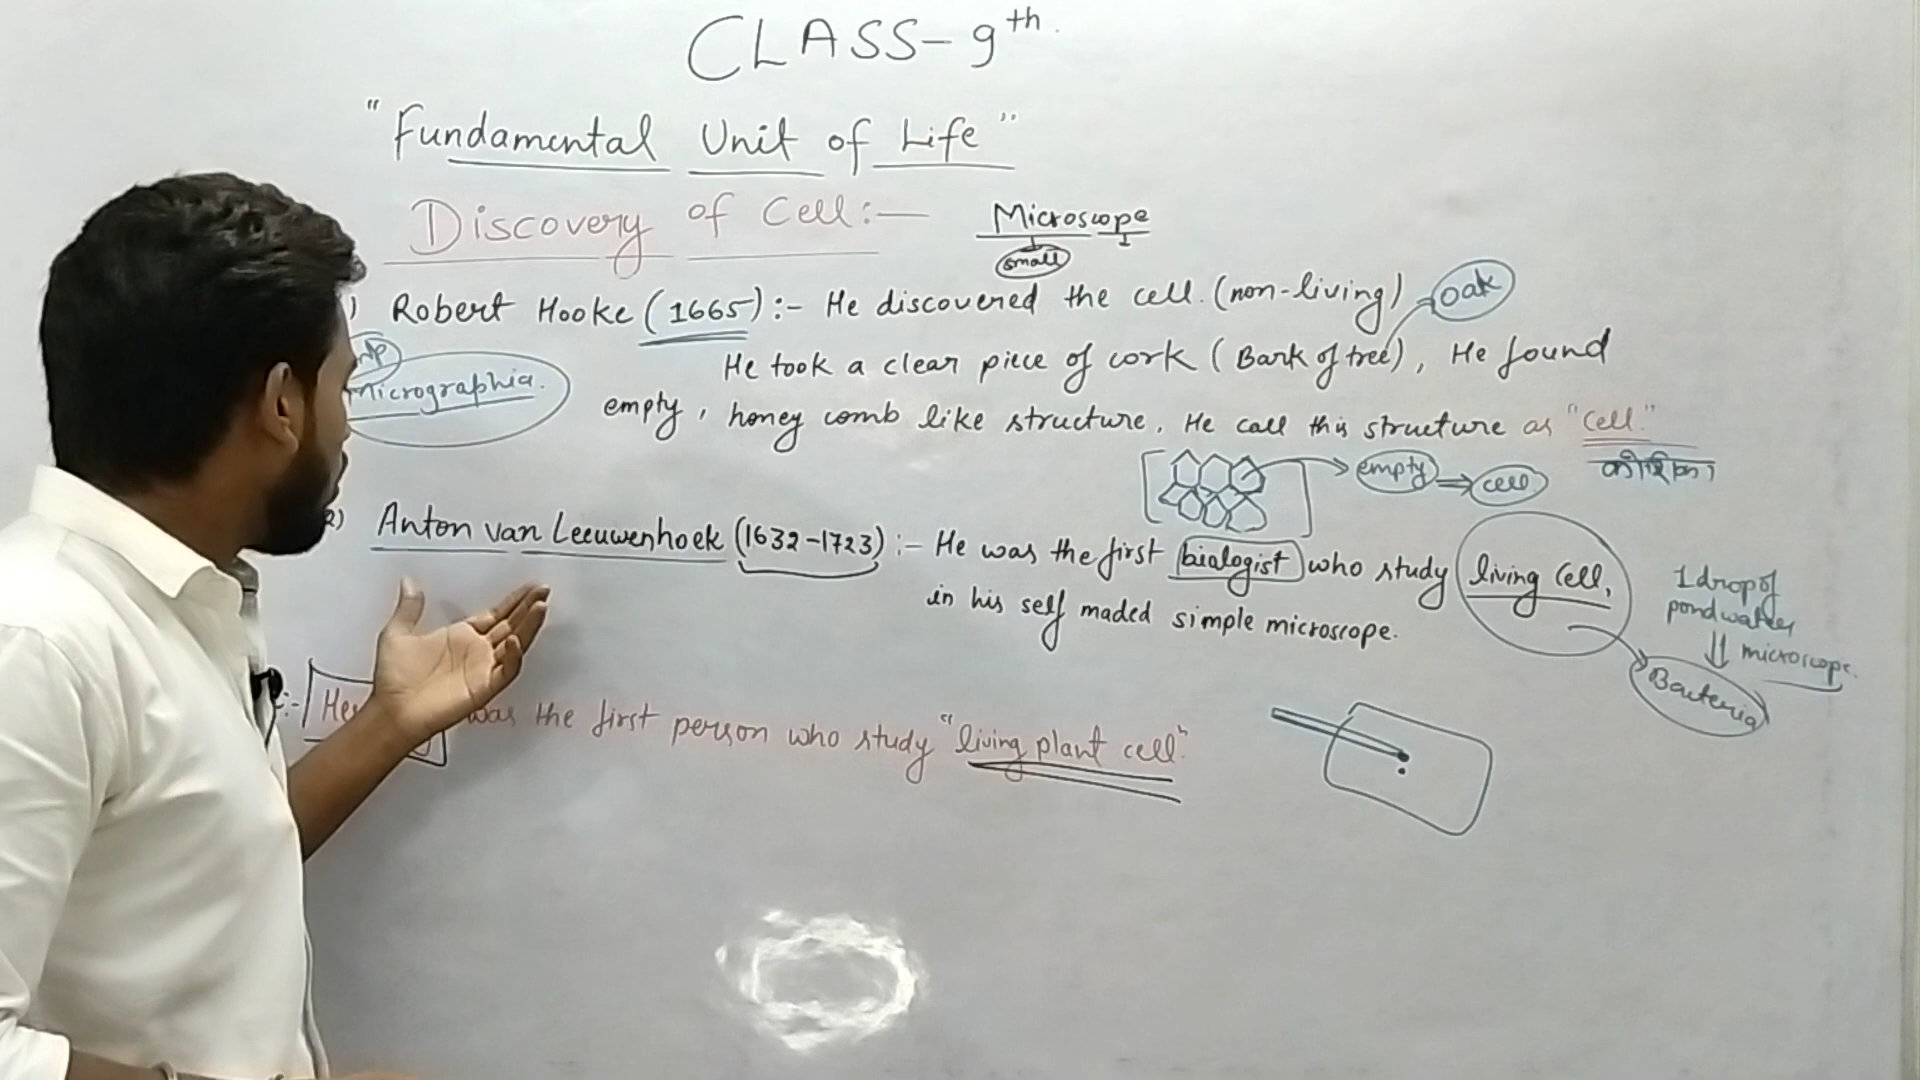 CLASS-9th.
"Fundamental Unit of Life"
Discovery of Cell:—
Microscope
small
) Robert Hooke (1665):- He discovered the cell. (non-living)
oak
Micrographia.
He took a clear piece of cork (Bark of tree), He found
empty, honey comb like structure. He call this structure as "Cell."
कोशिका
empty ⇒ cell
2) Anton van Leeuwenhoek (1632-1723):- He was the first biologist who study living cell,
in his self maded simple microscope.
1 drop of
pond water
microscope.
Bacteria
:- He was the first person who study "living plant cell."